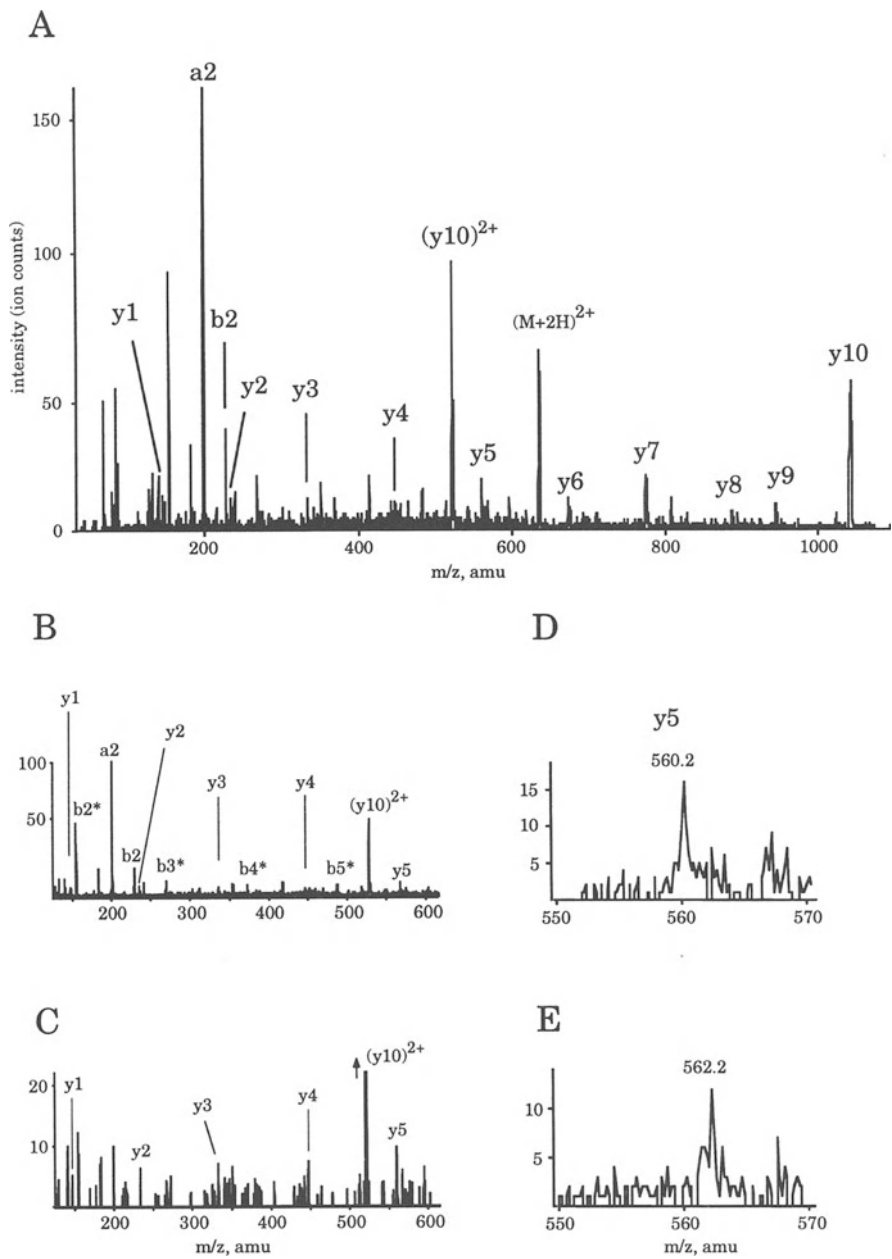 A
a2
150
(y10)2+
100
(M+2H)2+
y1
b2
y10
y2
y3
50
y4
y5
y6
y7
y8
y9
intensity (ion counts)
0
200
400
600
800
1000
m/z, amu
B
D
y1
y2
y5
a2
y3
y4
560.2
100
(y10)2+
b2*
50
b2
b3*
b4*
b5*
y5
200
300
400
500
600
15
10
5
550
560
570
C
E
(y10)2+
562.2
20
y1
y3
y4
y5
10
y2
200
300
400
500
600
m/z, amu
10
5
550
560
570
m/z, amu